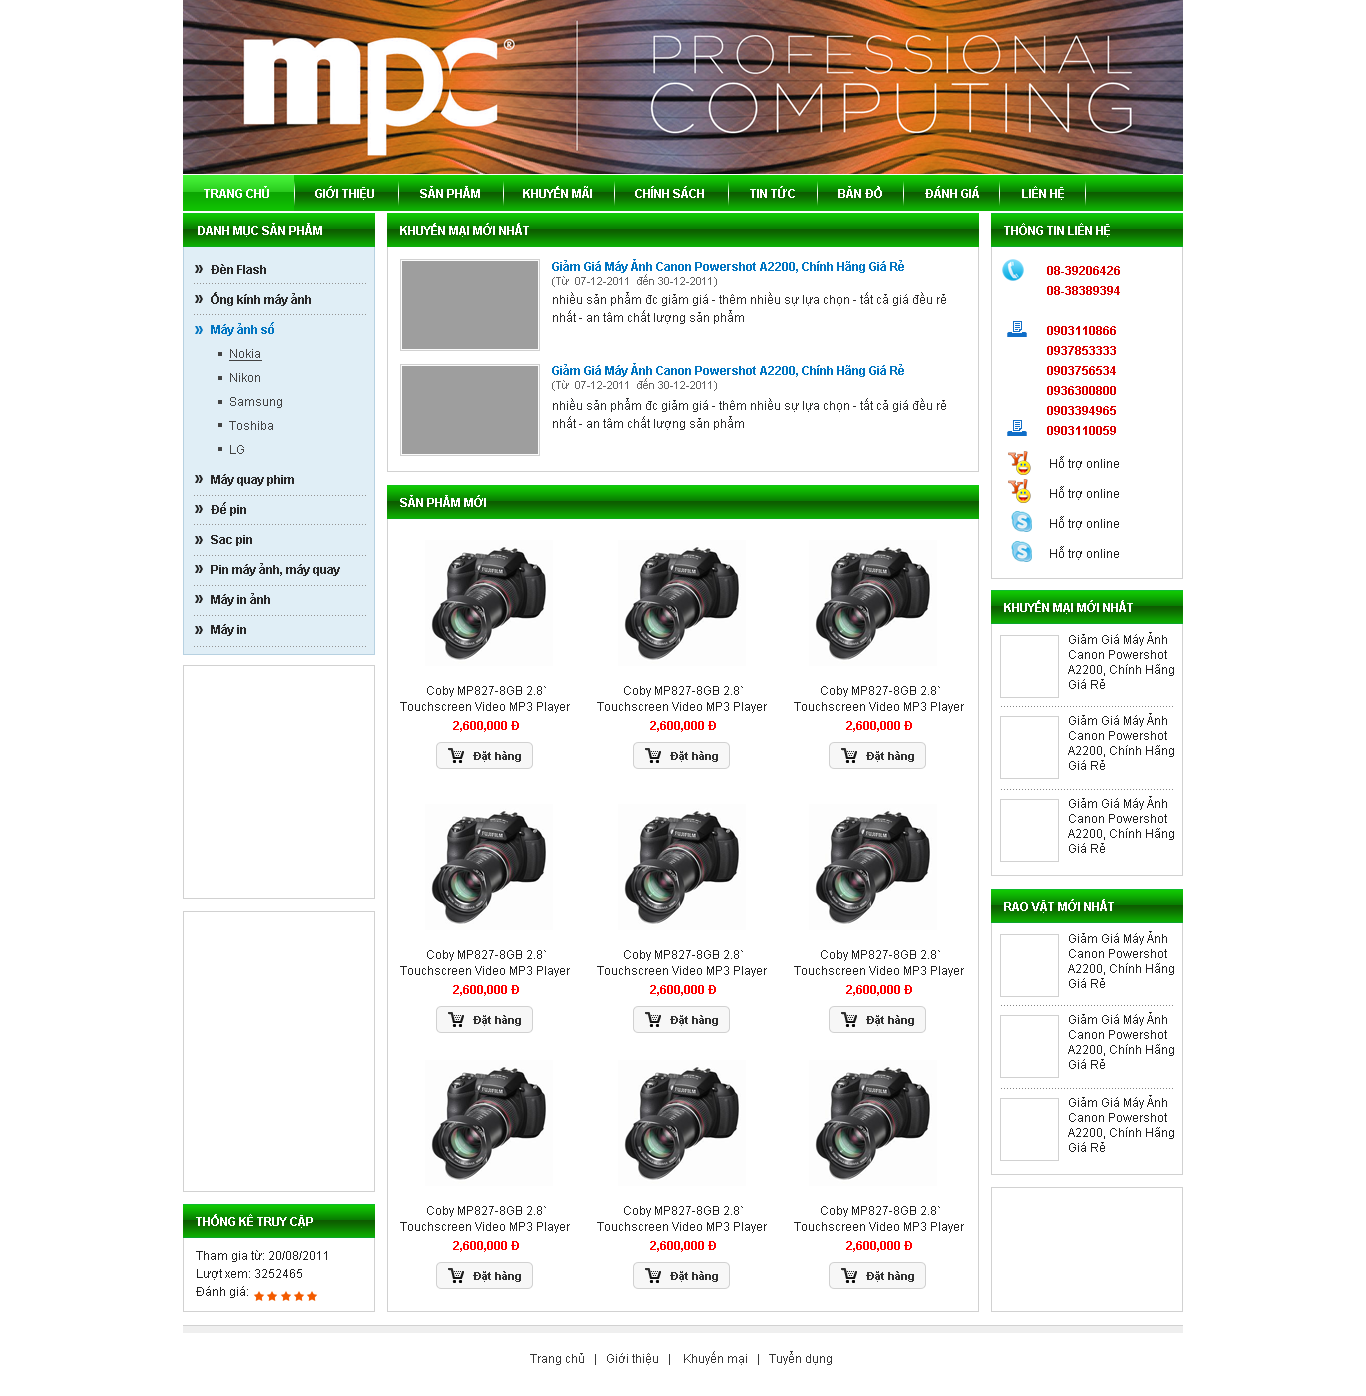 mpc®
PROFESSIONAL
COMPUTING
TRANG CHỦ
GIỚI THIỆU
SẢN PHẨM
KHUYẾN MÃI
CHÍNH SÁCH
TIN TỨC
BẢN ĐỒ
ĐÁNH GIÁ
LIÊN HỆ
DANH MỤC SẢN PHẨM
Đèn Flash
Ống kính máy ảnh
Máy ảnh số
Nokia
Nikon
Samsung
Toshiba
LG
Máy quay phim
Đế pin
Sac pin
Pin máy ảnh, máy quay
Máy in ảnh
Máy in
THỐNG KÊ TRUY CẬP
Tham gia từ: 20/08/2011
Lượt xem: 3252465
Đánh giá:
KHUYẾN MẠI MỚI NHẤT
Giảm Giá Máy Ảnh Canon Powershot A2200, Chính Hãng Giá Rẻ
(Từ 07-12-2011 đến 30-12-2011)
nhiều sản phẩm đc giảm giá - thêm nhiều sự lựa chọn - tất cả giá đều rẻ
nhất - an tâm chất lượng sản phẩm
Giảm Giá Máy Ảnh Canon Powershot A2200, Chính Hãng Giá Rẻ
(Từ 07-12-2011 đến 30-12-2011)
nhiều sản phẩm đc giảm giá - thêm nhiều sự lựa chọn - tất cả giá đều rẻ
nhất - an tâm chất lượng sản phẩm
SẢN PHẨM MỚI
FUJIFILM
Coby MP827-8GB 2.8`
Touchscreen Video MP3 Player
2,600,000 Đ
Đặt hàng
FUJIFILM
Coby MP827-8GB 2.8`
Touchscreen Video MP3 Player
2,600,000 Đ
Đặt hàng
FUJIFILM
Coby MP827-8GB 2.8`
Touchscreen Video MP3 Player
2,600,000 Đ
Đặt hàng
FUJIFILM
Coby MP827-8GB 2.8`
Touchscreen Video MP3 Player
2,600,000 Đ
Đặt hàng
FUJIFILM
Coby MP827-8GB 2.8`
Touchscreen Video MP3 Player
2,600,000 Đ
Đặt hàng
FUJIFILM
Coby MP827-8GB 2.8`
Touchscreen Video MP3 Player
2,600,000 Đ
Đặt hàng
FUJIFILM
Coby MP827-8GB 2.8`
Touchscreen Video MP3 Player
2,600,000 Đ
Đặt hàng
FUJIFILM
Coby MP827-8GB 2.8`
Touchscreen Video MP3 Player
2,600,000 Đ
Đặt hàng
FUJIFILM
Coby MP827-8GB 2.8`
Touchscreen Video MP3 Player
2,600,000 Đ
Đặt hàng
THÔNG TIN LIÊN HỆ
08-39206426
08-38389394
0903110866
0937853333
0903756534
0936300800
0903394965
0903110059
Hỗ trợ online
Hỗ trợ online
Hỗ trợ online
Hỗ trợ online
KHUYẾN MẠI MỚI NHẤT
Giảm Giá Máy Ảnh
Canon Powershot
A2200, Chính Hãng
Giá Rẻ
Giảm Giá Máy Ảnh
Canon Powershot
A2200, Chính Hãng
Giá Rẻ
Giảm Giá Máy Ảnh
Canon Powershot
A2200, Chính Hãng
Giá Rẻ
RAO VẶT MỚI NHẤT
Giảm Giá Máy Ảnh
Canon Powershot
A2200, Chính Hãng
Giá Rẻ
Giảm Giá Máy Ảnh
Canon Powershot
A2200, Chính Hãng
Giá Rẻ
Giảm Giá Máy Ảnh
Canon Powershot
A2200, Chính Hãng
Giá Rẻ
Trang chủ | Giới thiệu | Khuyến mại | Tuyển dụng